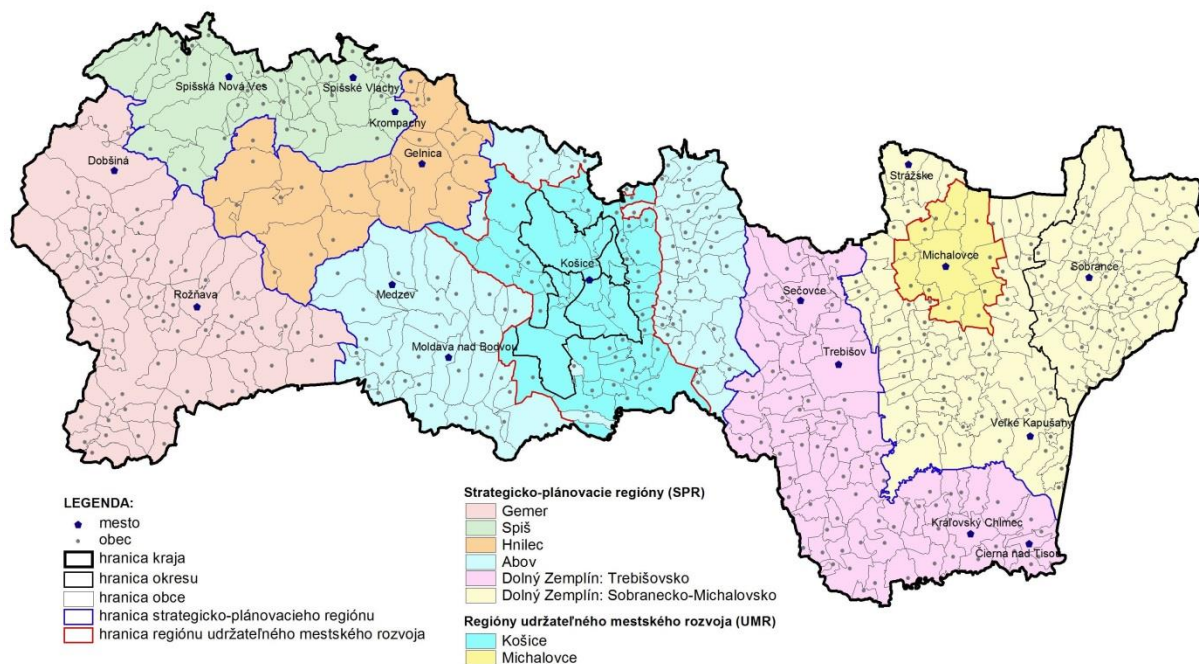 Spišská Nová Ves
Spišské Vlachy
Krompachy
Gelnica
Dobšiná
Rožňava
Medzev
Moldava nad Bodvou
Košice
Strážske
Michalovce
Sobrance
Sečovce
Trebišov
Veľké Kapušany
Kráľovský Chlmec
Čierna nad Tisou
LEGENDA:
mesto
obec
hranica kraja
hranica okresu
hranica obce
hranica strategicko-plánovacieho regiónu
hranica regiónu udržateľného mestského rozvoja
Strategicko-plánovacie regióny (SPR)
Gemer
Spiš
Hnilec
Abov
Dolný Zemplín: Trebišovsko
Dolný Zemplín: Sobranecko-Michalovsko
Regióny udržateľného mestského rozvoja (UMR)
Košice
Michalovce